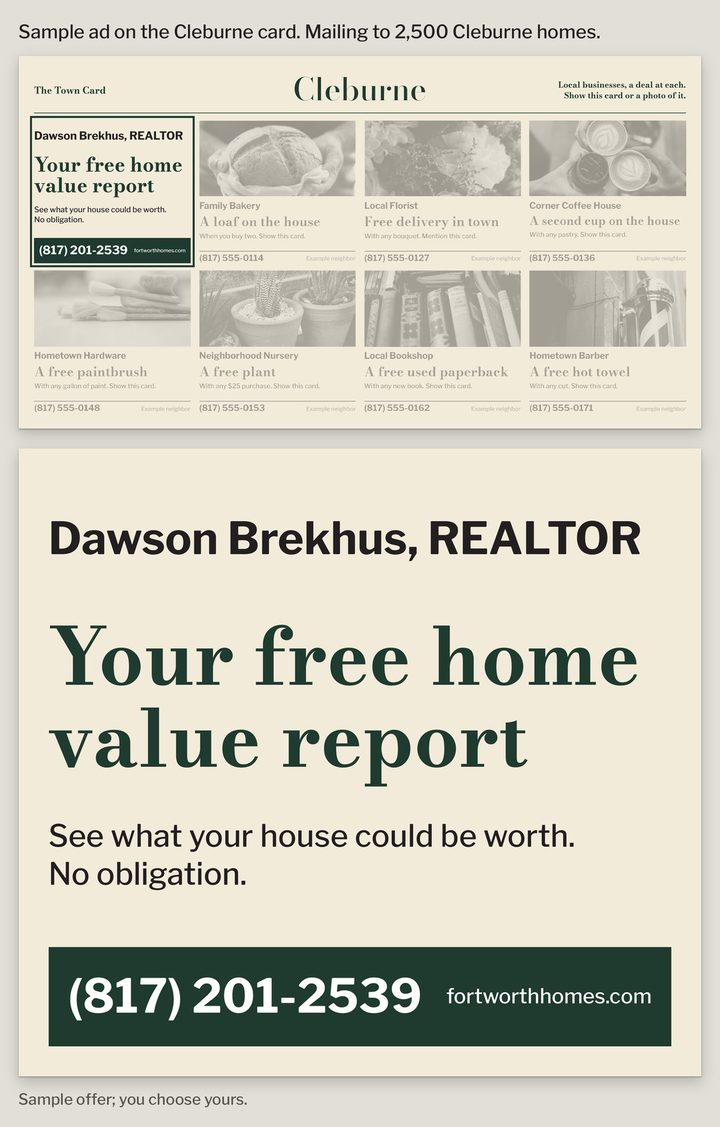 Sample ad on the Cleburne card. Mailing to 2,500 Cleburne homes.
The Town Card
Cleburne
Local businesses, a deal at each.
Show this card or a photo of it.
Dawson Brekhus, REALTOR
Your free home
value report
See what your house could be worth.
No obligation.
(817) 201-2539 fortworthhomes.com
Family Bakery
A loaf on the house
When you buy two. Show this card.
(817) 555-0114 Example neighbor
Local Florist
Free delivery in town
With any bouquet. Mention this card.
(817) 555-0127 Example neighbor
Corner Coffee House
A second cup on the house
With any pastry. Show this card.
(817) 555-0136 Example neighbor
Hometown Hardware
A free paintbrush
With any gallon of paint. Show this card.
(817) 555-0148 Example neighbor
Neighborhood Nursery
A free plant
With any $25 purchase. Show this card.
(817) 555-0153 Example neighbor
Local Bookshop
A free used paperback
With any new book. Show this card.
(817) 555-0162 Example neighbor
Hometown Barber
A free hot towel
With any cut. Show this card.
(817) 555-0171 Example neighbor
Dawson Brekhus, REALTOR
Your free home
value report
See what your house could be worth.
No obligation.
(817) 201-2539 fortworthhomes.com
Sample offer; you choose yours.